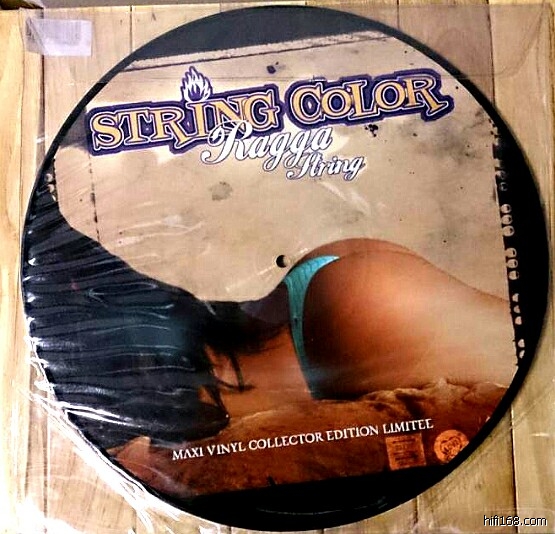 STRING COLOR
Ragga
String
MAXI VINYL COLLECTOR EDITION LIMITEE
hifi168.com